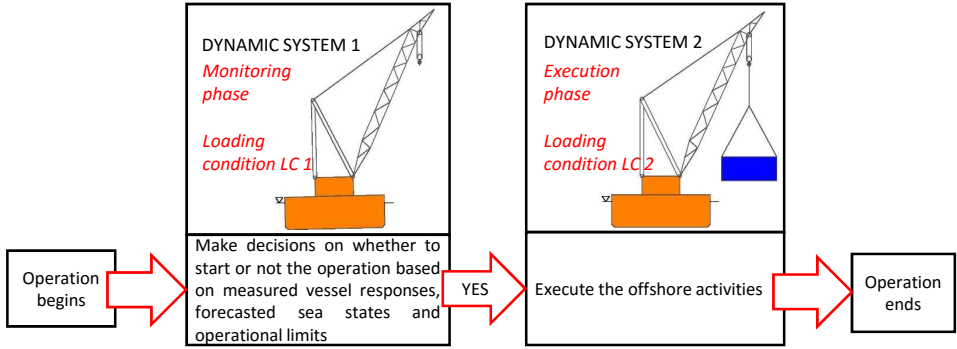 DYNAMIC SYSTEM 1
Monitoring
phase
Loading
condition LC 1
DYNAMIC SYSTEM 2
Execution
phase
Loading
condition LC 2
Operation
begins
Make decisions on whether to
start or not the operation based
on measured vessel responses,
forecasted sea states and
operational limits
YES
Execute the offshore activities
Operation
ends